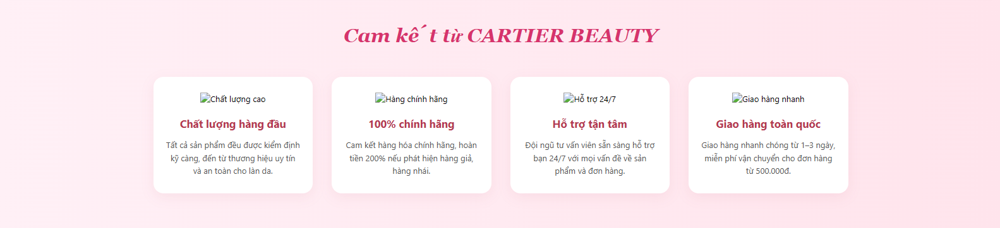 Cam kết từ CARTIER BEAUTY
Chất lượng cao
Chất lượng hàng đầu
Tất cả sản phẩm đều được kiểm định
kỹ càng, đến từ thương hiệu uy tín
và an toàn cho làn da.
Hàng chính hãng
100% chính hãng
Cam kết hàng hóa chính hãng, hoàn
tiền 200% nếu phát hiện hàng giả,
hàng nhái.
Hỗ trợ 24/7
Hỗ trợ tận tâm
Đội ngũ tư vấn viên sẵn sàng hỗ trợ
bạn 24/7 với mọi vấn đề về sản
phẩm và đơn hàng.
Giao hàng nhanh
Giao hàng toàn quốc
Giao hàng nhanh chóng từ 1–3 ngày,
miễn phí vận chuyển cho đơn hàng
từ 500.000đ.